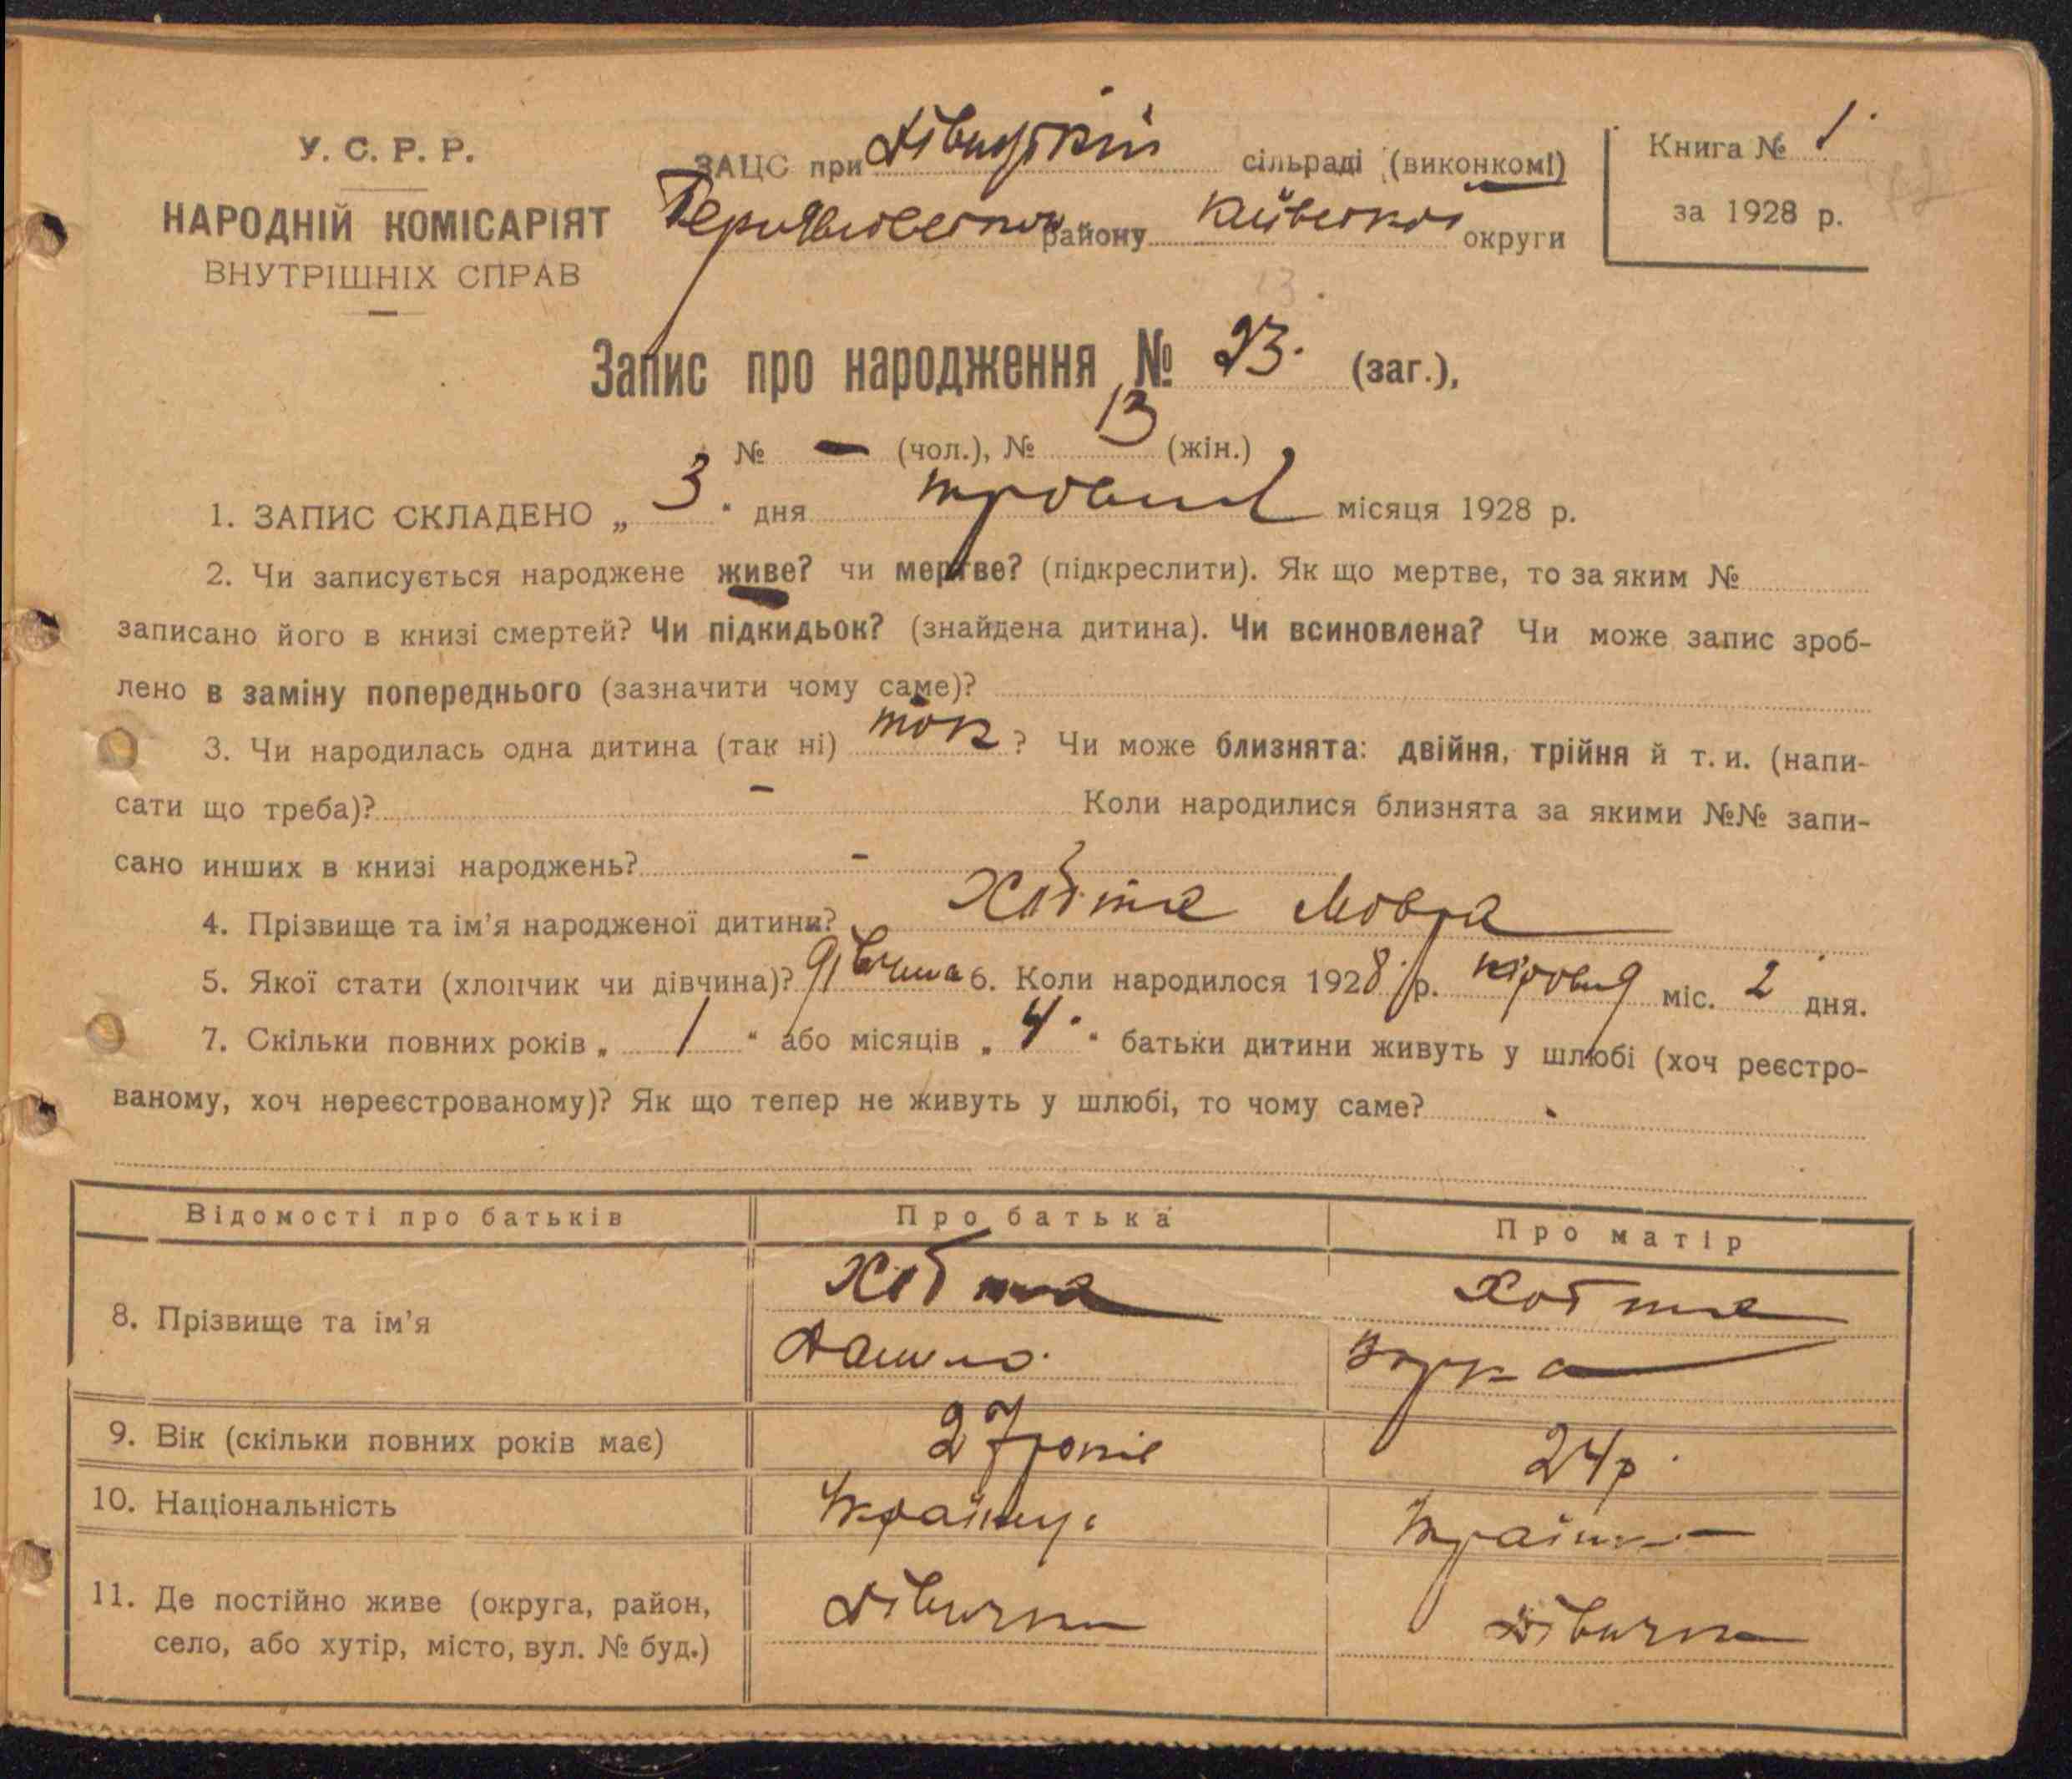 У. С. Р. Р.
НАРОДНІЙ КОМІСАРІЯТ
ВНУТРІШНІХ СПРАВ
ЗАЦС при Дівицькій сільраді (виконкомі)
району Київської округи
Книга № 1
за 1928 р.
Запис про народження № 23. (заг.),
№ — (чол.), № 13 (жін.)
1. ЗАПИС СКЛАДЕНО „ 3 " дня травня місяця 1928 р.
2. Чи записується народжене живе? чи мертве? (підкреслити). Як що мертве, то за яким №
записано його в книзі смертей? Чи підкидьок? (знайдена дитина). Чи всиновлена? Чи може запис зроб-
лено в заміну попереднього (зазначити чому саме)?
3. Чи народилась одна дитина (так ні) так ? Чи може близнята: двійня, трійня й т. и. (напи-
сати що треба)? — Коли народилися близнята за якими №№ запи-
сано инших в книзі народжень? —
4. Прізвище та ім'я народженої дитини? Мовра
5. Якої стати (хлопчик чи дівчина)? дівчина 6. Коли народилося 1928 р. травня міс. 2 дня.
7. Скільки повних років „ 1 " або місяців „ 4 " батьки дитини живуть у шлюбі (хоч реєстро-
ваному, хоч нереєстрованому)? Як що тепер не живуть у шлюбі, то чому саме?
Відомості про батьків Про батька Про матір
8. Прізвище та ім'я
Данило
9. Вік (скільки повних років має) 27 років 24 р.
10. Національність Українец Українка
11. Де постійно живе (округа, район,
село, або хутір, місто, вул. № буд.) Дівички Дівички